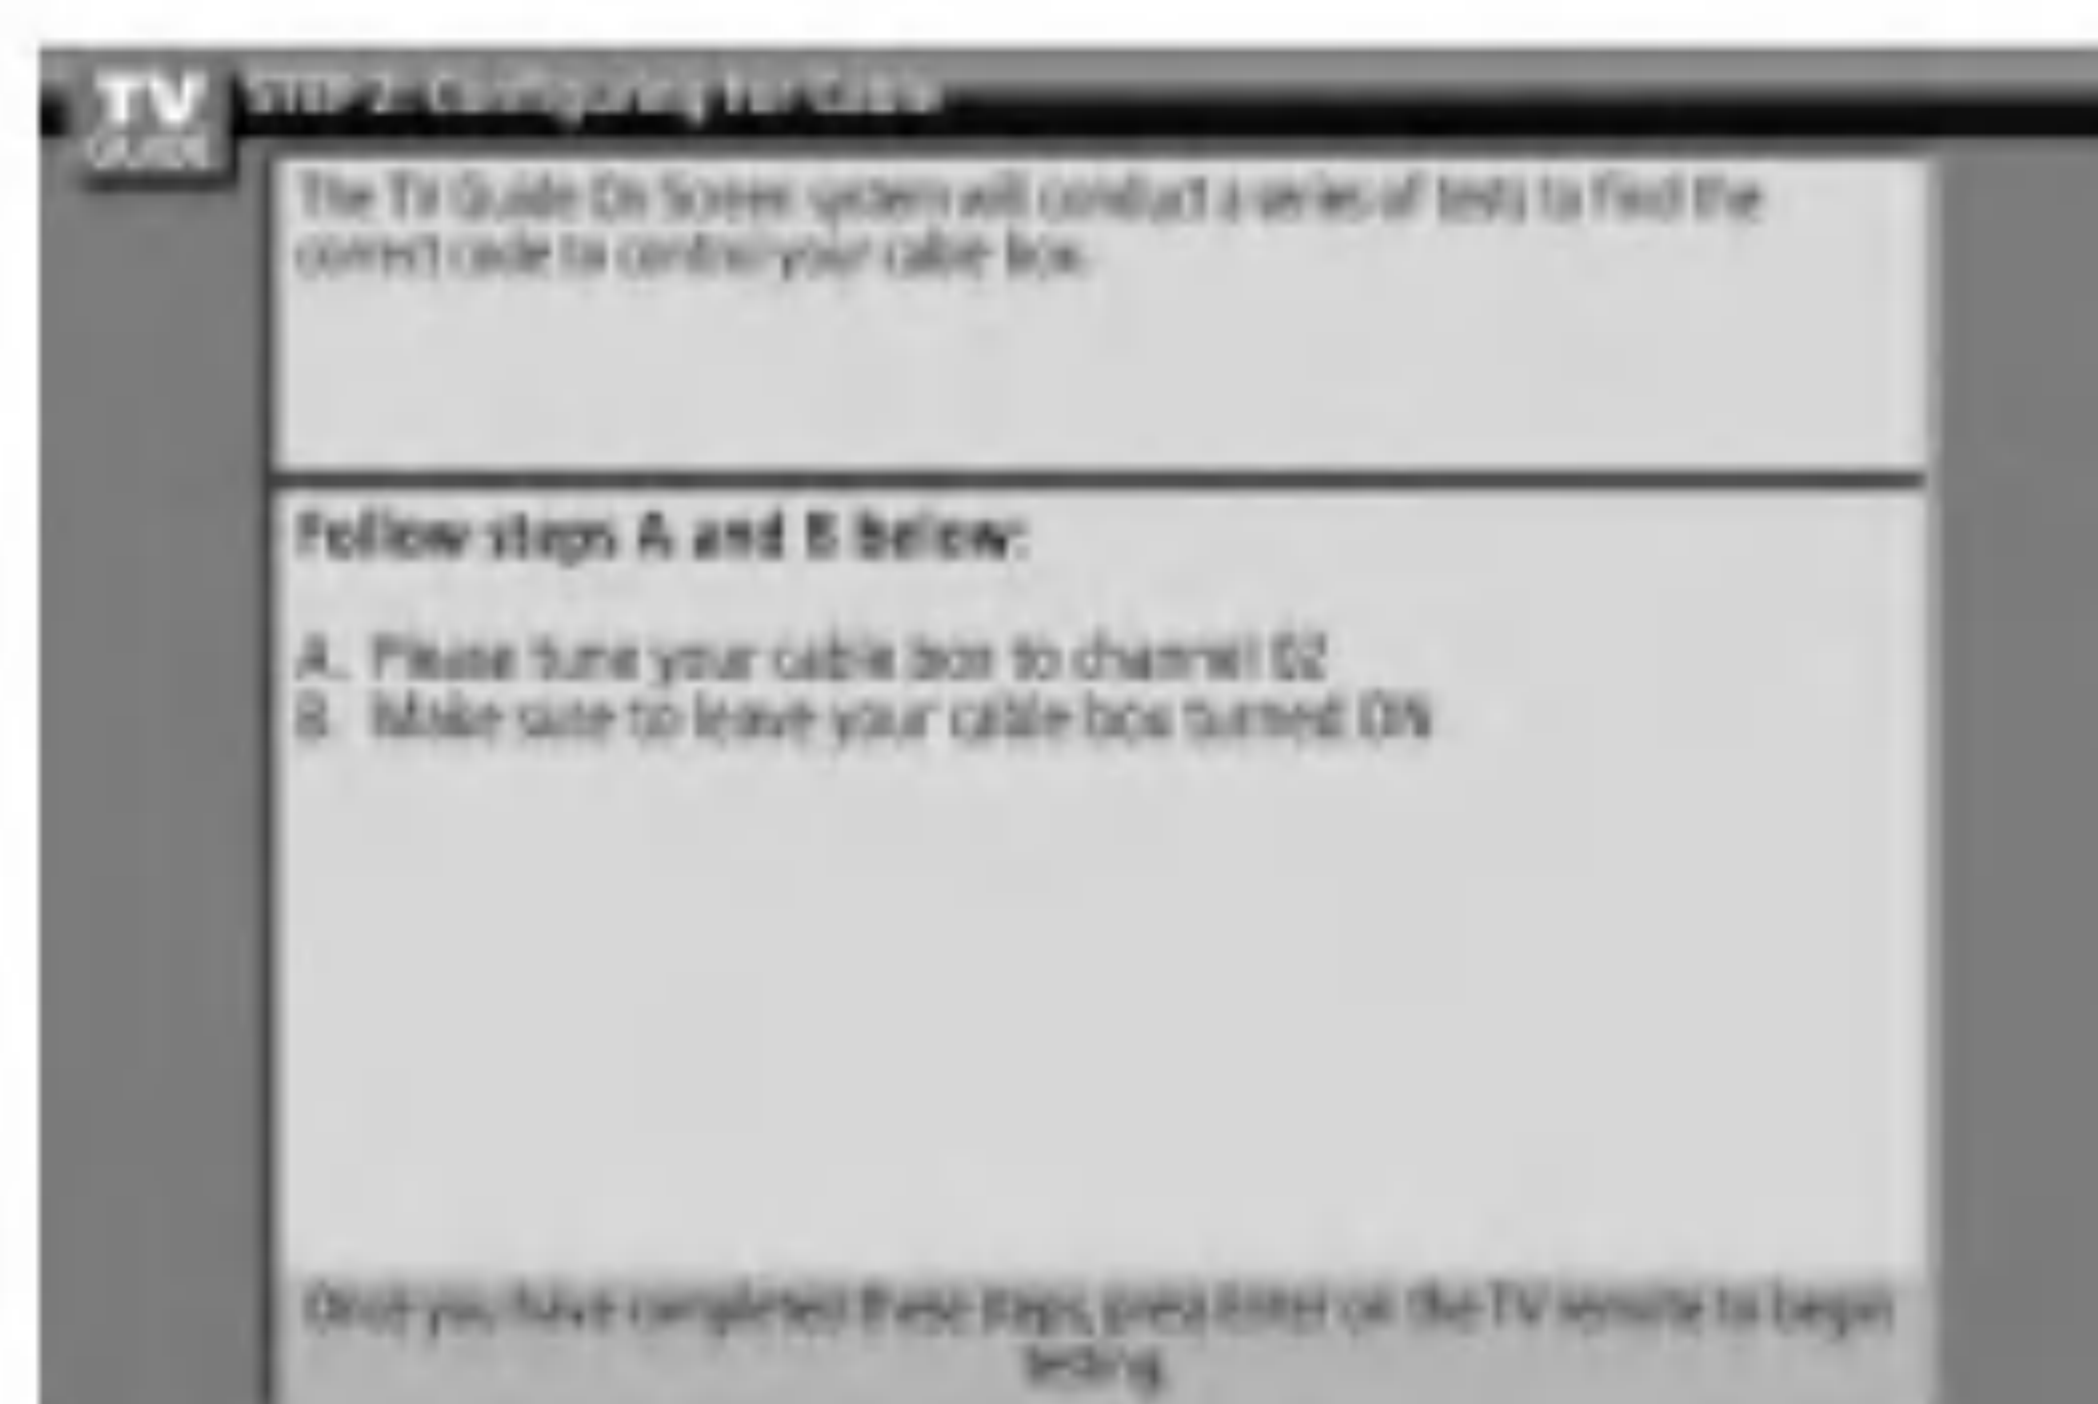 TV
GUIDE
STEP 2: Configuring for Cable
The TV Guide On Screen system will conduct a series of tests to find the
correct code to control your cable box.
Follow steps A and B below:
A. Please tune your cable box to channel 02
B. Make sure to leave your cable box turned ON
Once you have completed these steps, press Enter on the TV remote to begin
testing.